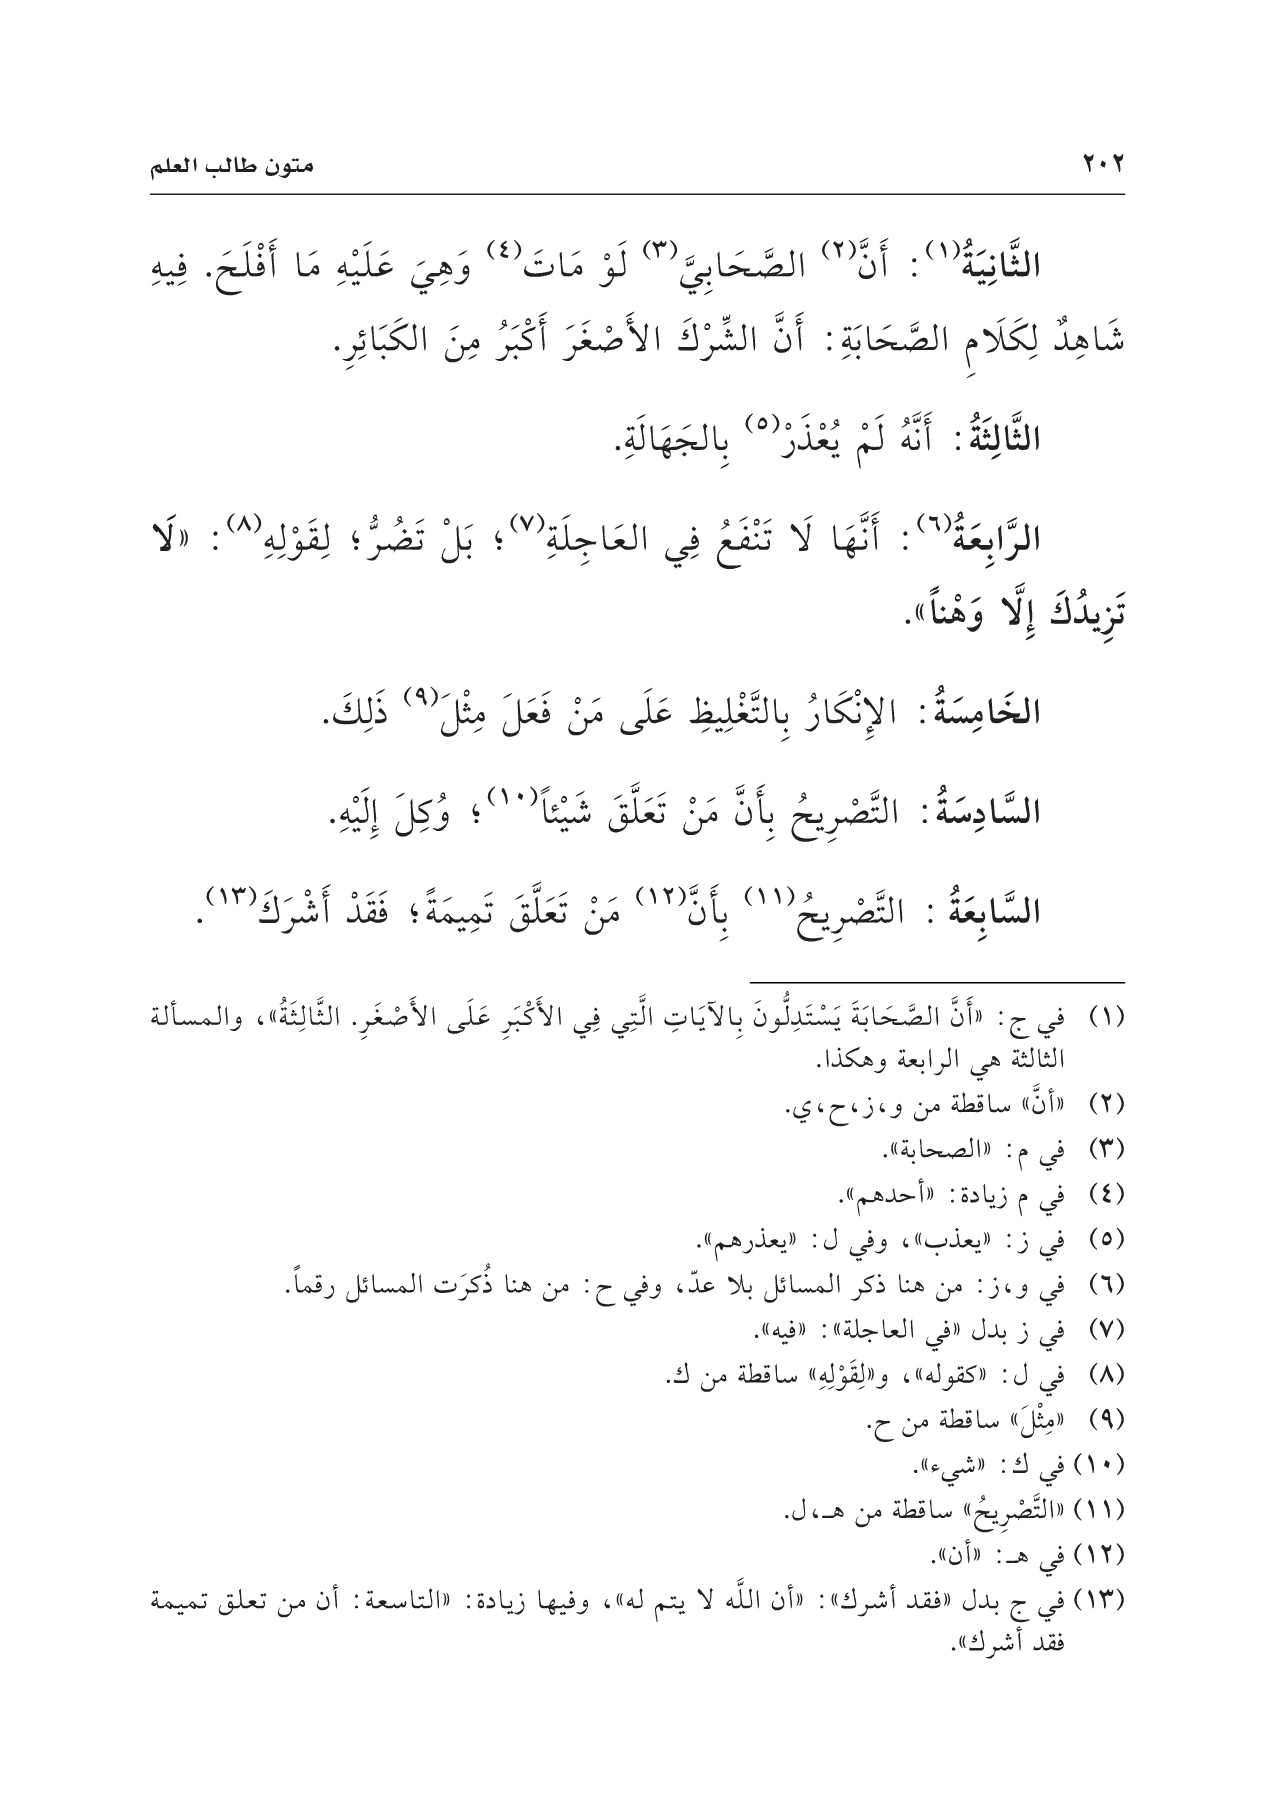 ٢٠٢ متون طالب العلم
الثَّانِيَةُ(١): أَنَّ(٢) الصَّحَابِيَّ(٣) لَوْ مَاتَ(٤) وَهِيَ عَلَيْهِ مَا أَفْلَحَ. فِيهِ
شَاهِدٌ لِكَلَامِ الصَّحَابَةِ: أَنَّ الشِّرْكَ الأَصْغَرَ أَكْبَرُ مِنَ الكَبَائِرِ.
الثَّالِثَةُ: أَنَّهُ لَمْ يُعْذَرْ(٥) بِالجَهَالَةِ.
الرَّابِعَةُ(٦): أَنَّهَا لَا تَنْفَعُ فِي العَاجِلَةِ(٧)؛ بَلْ تَضُرُّ؛ لِقَوْلِهِ(٨): «لَا
تَزِيدُكَ إِلَّا وَهْناً».
الخَامِسَةُ: الإِنْكَارُ بِالتَّغْلِيظِ عَلَى مَنْ فَعَلَ مِثْلَ(٩) ذَلِكَ.
السَّادِسَةُ: التَّصْرِيحُ بِأَنَّ مَنْ تَعَلَّقَ شَيْئاً(١٠)؛ وُكِلَ إِلَيْهِ.
السَّابِعَةُ: التَّصْرِيحُ(١١) بِأَنَّ(١٢) مَنْ تَعَلَّقَ تَمِيمَةً؛ فَقَدْ أَشْرَكَ(١٣).
(١) في ج: «أَنَّ الصَّحَابَةَ يَسْتَدِلُّونَ بِالآيَاتِ الَّتِي فِي الأَكْبَرِ عَلَى الأَصْغَرِ. الثَّالِثَةُ»، والمسألة
الثالثة هي الرابعة وهكذا.
(٢) «أنَّ» ساقطة من و،ز،ح،ي.
(٣) في م: «الصحابة».
(٤) في م زيادة: «أحدهم».
(٥) في ز: «يعذب»، وفي ل: «يعذرهم».
(٦) في و،ز: من هنا ذكر المسائل بلا عدّ، وفي ح: من هنا ذُكرَت المسائل رقماً.
(٧) في ز بدل «في العاجلة»: «فيه».
(٨) في ل: «كقوله»، و«لِقَوْلِهِ» ساقطة من ك.
(٩) «مِثْلَ» ساقطة من ح.
(١٠) في ك: «شيء».
(١١) «التَّصْرِيحُ» ساقطة من هـ،ل.
(١٢) في هـ: «أن».
(١٣) في ج بدل «فقد أشرك»: «أن اللَّه لا يتم له»، وفيها زيادة: «التاسعة: أن من تعلق تميمة
فقد أشرك».